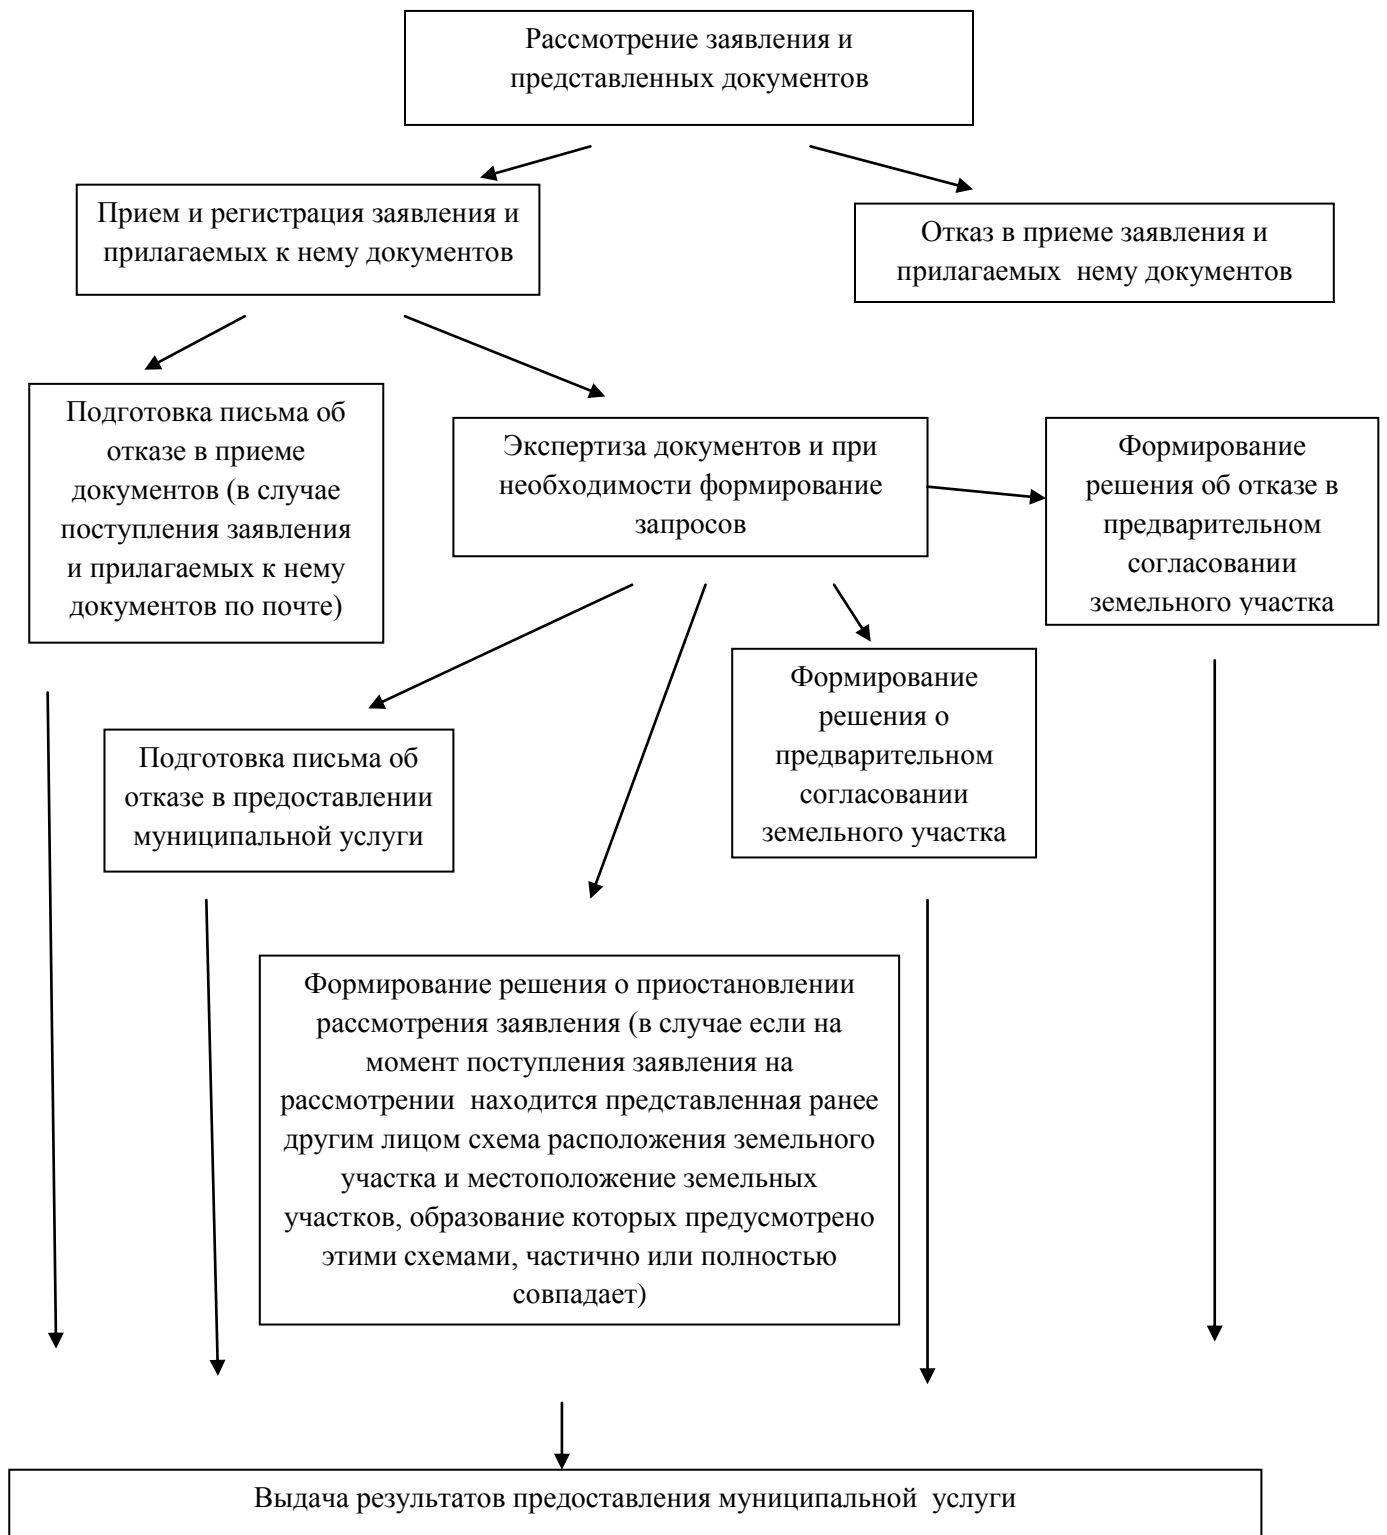 Рассмотрение заявления и
представленных документов
Прием и регистрация заявления и
прилагаемых к нему документов
Отказ в приеме заявления и
прилагаемых  нему документов
Подготовка письма об
отказе в приеме
документов (в случае
поступления заявления
и прилагаемых к нему
документов по почте)
Экспертиза документов и при
необходимости формирование
запросов
Формирование
решения об отказе в
предварительном
согласовании
земельного участка
Подготовка письма об
отказе в предоставлении
муниципальной услуги
Формирование
решения о
предварительном
согласовании
земельного участка
Формирование решения о приостановлении
рассмотрения заявления (в случае если на
момент поступления заявления на
рассмотрении  находится представленная ранее
другим лицом схема расположения земельного
участка и местоположение земельных
участков, образование которых предусмотрено
этими схемами, частично или полностью
совпадает)
Выдача результатов предоставления муниципальной  услуги